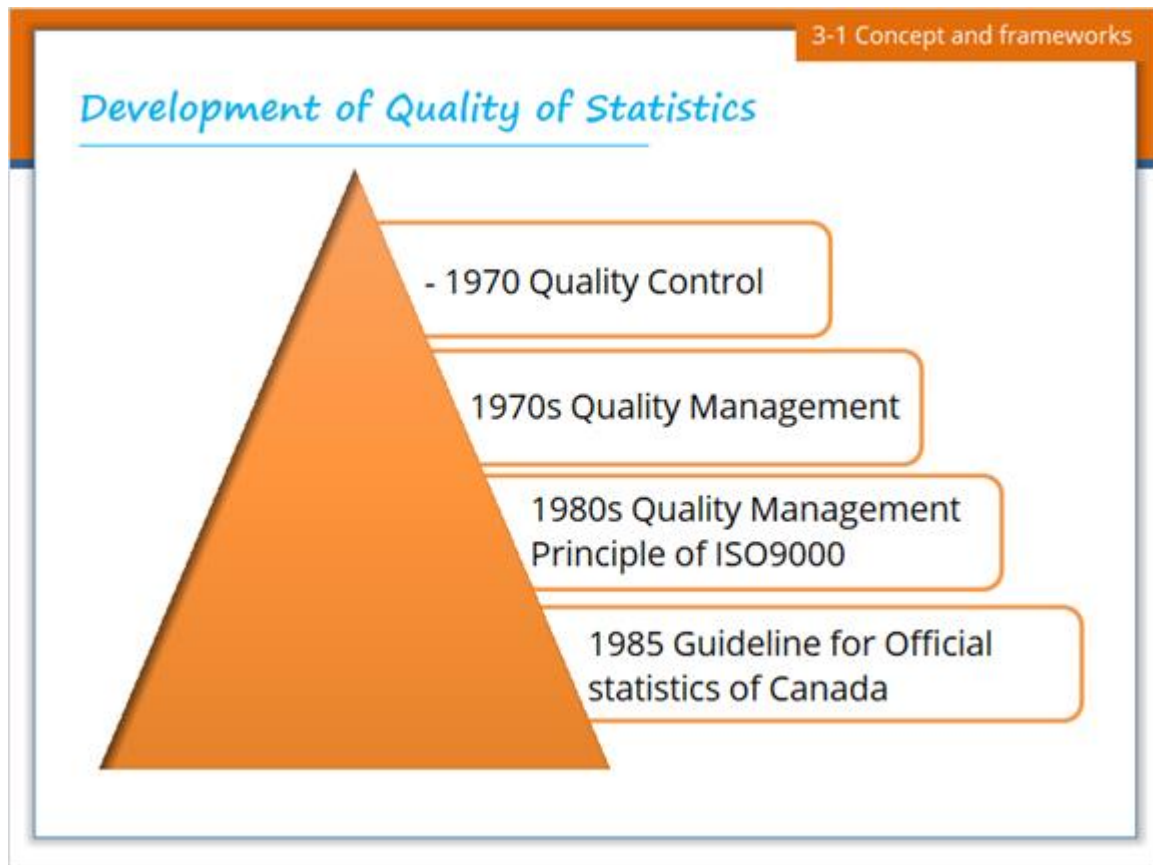 3-1 Concept and frameworks
Development of Quality of Statistics
- 1970 Quality Control
1970s Quality Management
1980s Quality Management
Principle of ISO9000
1985 Guideline for Official
statistics of Canada